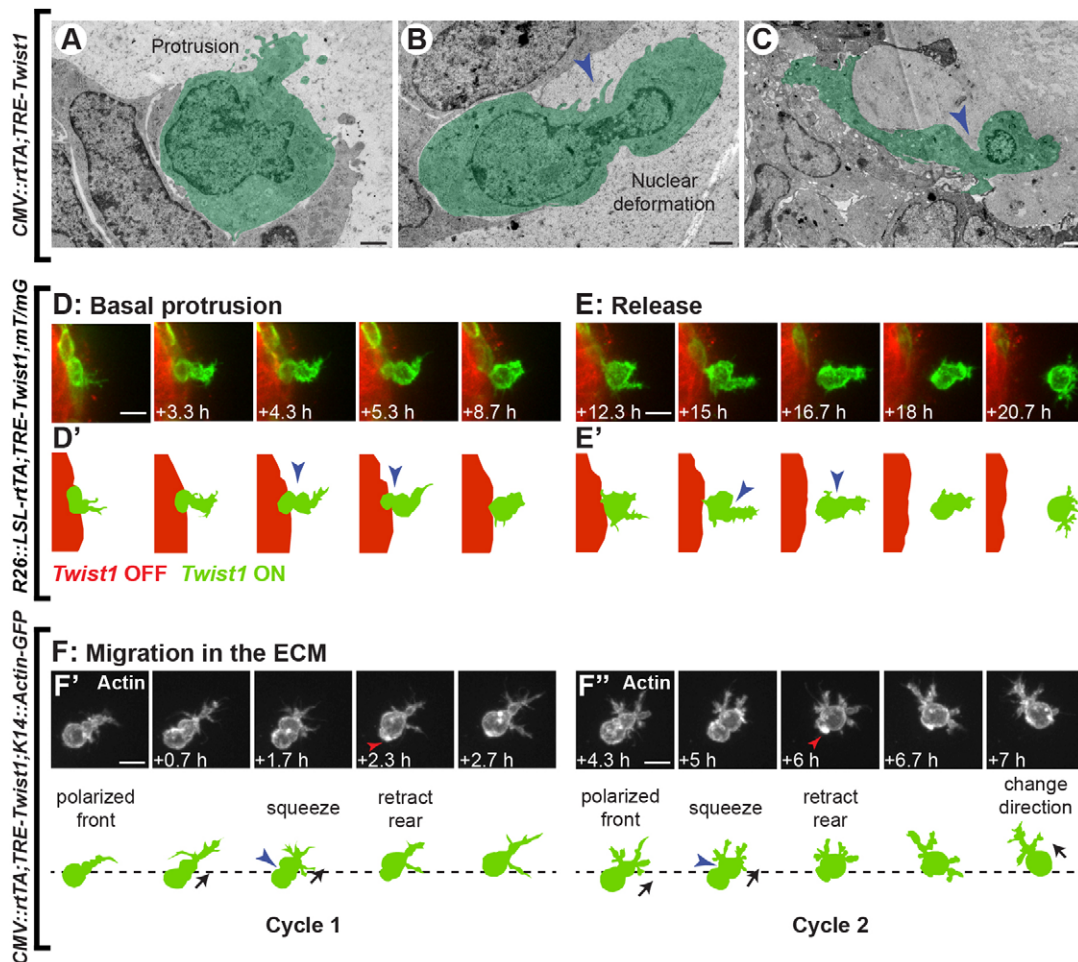 CMV::rtTA;TRE-Twist1
A
Protrusion
B
Nuclear
deformation
C
R26::LSL-rtTA;TRE-Twist1;mT/mG
D: Basal protrusion
+3.3 h
+4.3 h
+5.3 h
+8.7 h
D'
Twist1 OFF Twist1 ON
E: Release
+12.3 h
+15 h
+16.7 h
+18 h
+20.7 h
E'
CMV::rtTA;TRE-Twist1;K14::Actin-GFP
F: Migration in the ECM
F' Actin
+0.7 h
+1.7 h
+2.3 h
+2.7 h
polarized
front
squeeze
retract
rear
Cycle 1
F" Actin
+4.3 h
+5 h
+6 h
+6.7 h
+7 h
polarized
front
squeeze
retract
rear
change
direction
Cycle 2